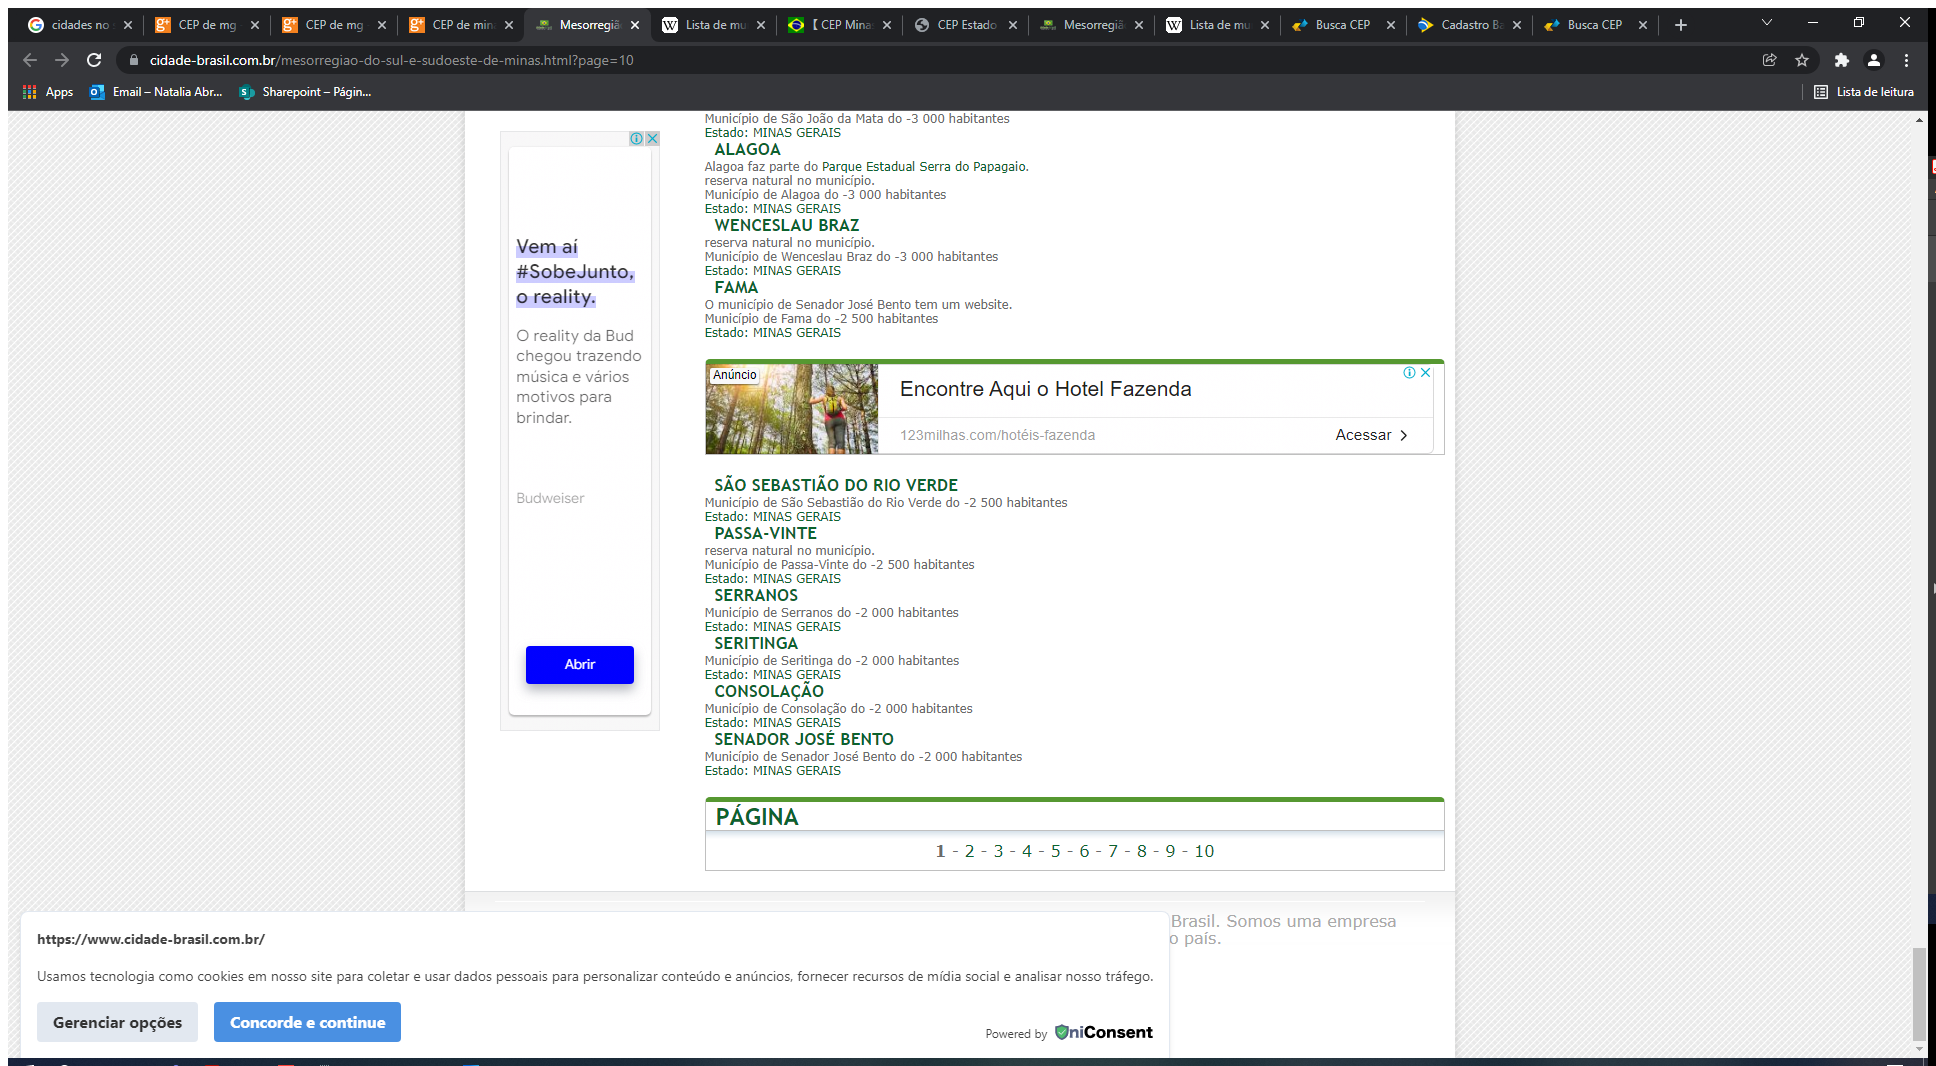 cidades no s
CEP de mg
CEP de mg
CEP de min
Mesorregiã
Lista de mu
【 CEP Mina
CEP Estado
Mesorregiã
Lista de mu
Busca CEP
Cadastro Ba
Busca CEP
cidade-brasil.com.br/mesorregiao-do-sul-e-sudoeste-de-minas.html?page=10
Apps
Email – Natalia Abr...
Sharepoint – Págin...
Lista de leitura
Município de São João da Mata do -3 000 habitantes
Estado: MINAS GERAIS
ALAGOA
Alagoa faz parte do Parque Estadual Serra do Papagaio.
reserva natural no município.
Município de Alagoa do -3 000 habitantes
Estado: MINAS GERAIS
WENCESLAU BRAZ
reserva natural no município.
Município de Wenceslau Braz do -3 000 habitantes
Estado: MINAS GERAIS
FAMA
O município de Senador José Bento tem um website.
Município de Fama do -2 500 habitantes
Estado: MINAS GERAIS
Vem aí
#SobeJunto,
o reality.
O reality da Bud
chegou trazendo
música e vários
motivos para
brindar.
Budweiser
Abrir
Anúncio
Encontre Aqui o Hotel Fazenda
123milhas.com/hotéis-fazenda
Acessar
SÃO SEBASTIÃO DO RIO VERDE
Município de São Sebastião do Rio Verde do -2 500 habitantes
Estado: MINAS GERAIS
PASSA-VINTE
reserva natural no município.
Município de Passa-Vinte do -2 500 habitantes
Estado: MINAS GERAIS
SERRANOS
Município de Serranos do -2 000 habitantes
Estado: MINAS GERAIS
SERITINGA
Município de Seritinga do -2 000 habitantes
Estado: MINAS GERAIS
CONSOLAÇÃO
Município de Consolação do -2 000 habitantes
Estado: MINAS GERAIS
SENADOR JOSÉ BENTO
Município de Senador José Bento do -2 000 habitantes
Estado: MINAS GERAIS
PÁGINA
1 - 2 - 3 - 4 - 5 - 6 - 7 - 8 - 9 - 10
Brasil. Somos uma empresa
o país.
https://www.cidade-brasil.com.br/
Usamos tecnologia como cookies em nosso site para coletar e usar dados pessoais para personalizar conteúdo e anúncios, fornecer recursos de mídia social e analisar nosso tráfego.
Gerenciar opções
Concorde e continue
Powered by UniConsent